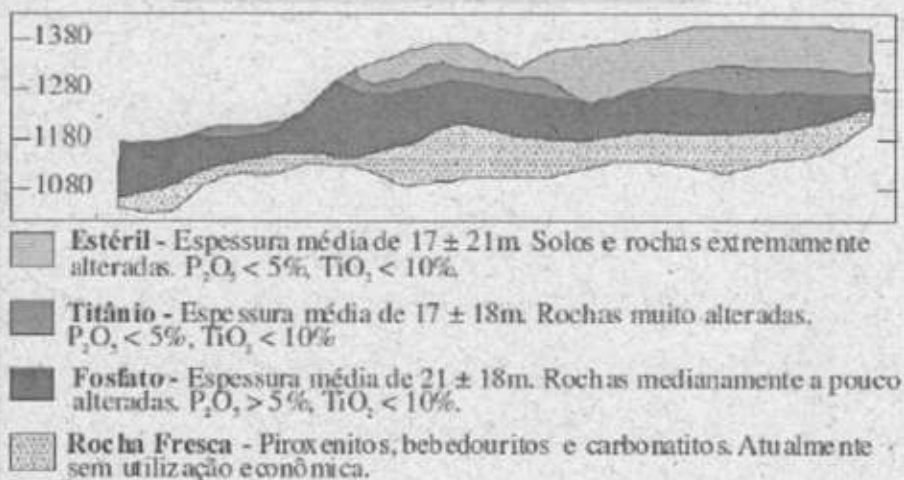 1380
1280
1180
1080
Estéril - Espessura média de 17 ± 21m. Solos e rochas extremamente
alteradas. P₂O₅ < 5%, TiO₂ < 10%.
Titânio - Espessura média de 17 ± 18m. Rochas muito alteradas.
P₂O₅ < 5%, TiO₂ < 10%
Fosfato - Espessura média de 21 ± 18m. Rochas medianamente a pouco
alteradas. P₂O₅ > 5%, TiO₂ < 10%.
Rocha Fresca - Piroxenitos, bebedouritos e carbonatitos. Atualmente
sem utilização econômica.